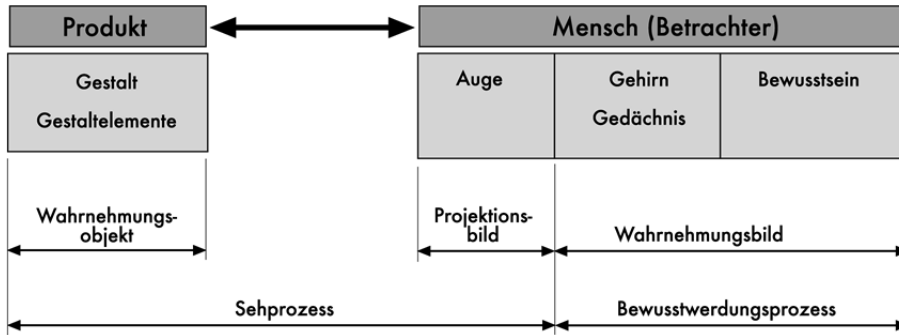 Produkt
Mensch (Betrachter)
Gestalt
Gestaltelemente
Auge
Gehirn
Gedächnis
Bewusstsein
Wahrnehmungs-
objekt
Projektions-
bild
Wahrnehmungsbild
Sehprozess
Bewusstwerdungsprozess